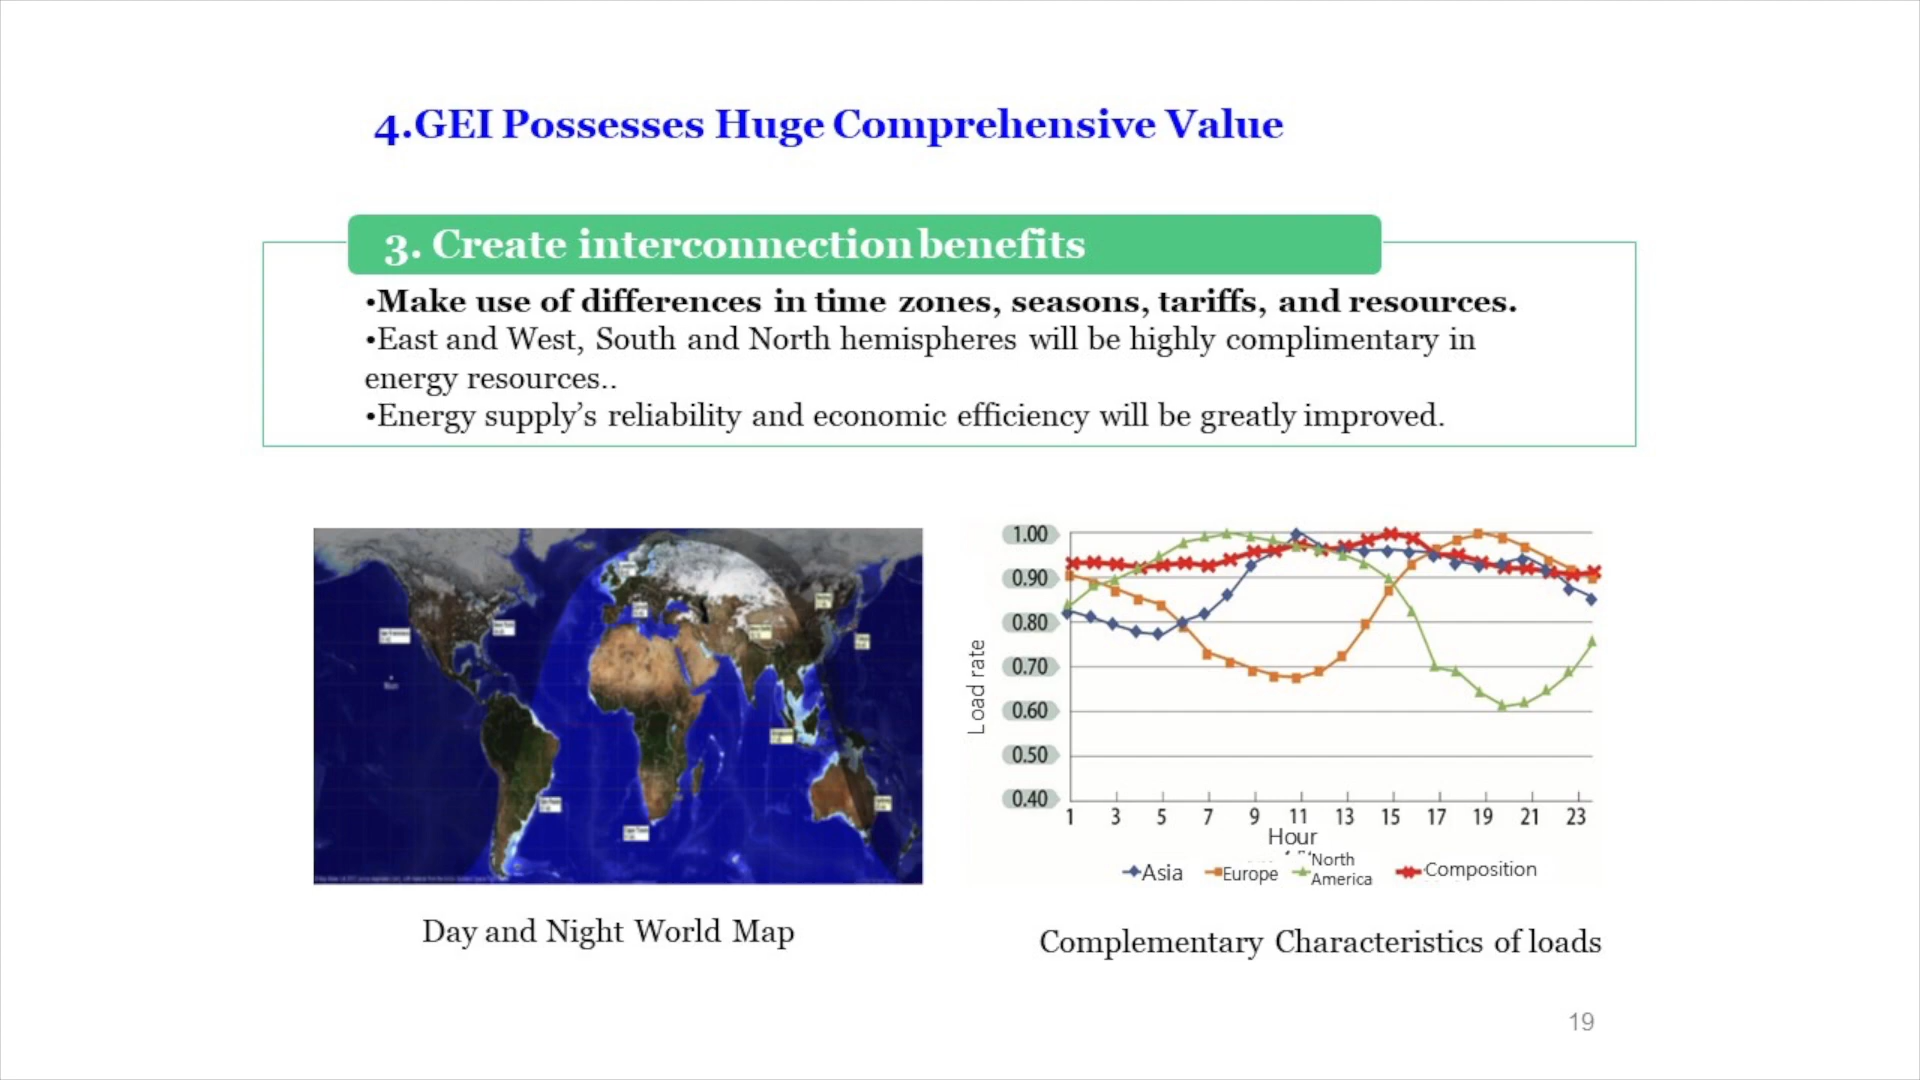 4.GEI Possesses Huge Comprehensive Value
3. Create interconnection benefits
•Make use of differences in time zones, seasons, tariffs, and resources.
•East and West, South and North hemispheres will be highly complimentary in
energy resources..
•Energy supply’s reliability and economic efficiency will be greatly improved.
1.00
0.90
0.80
0.70
0.60
0.50
0.40
Load rate
1 3 5 7 9 11 13 15 17 19 21 23
Hour
Asia Europe North America Composition
Day and Night World Map
Complementary Characteristics of loads
19